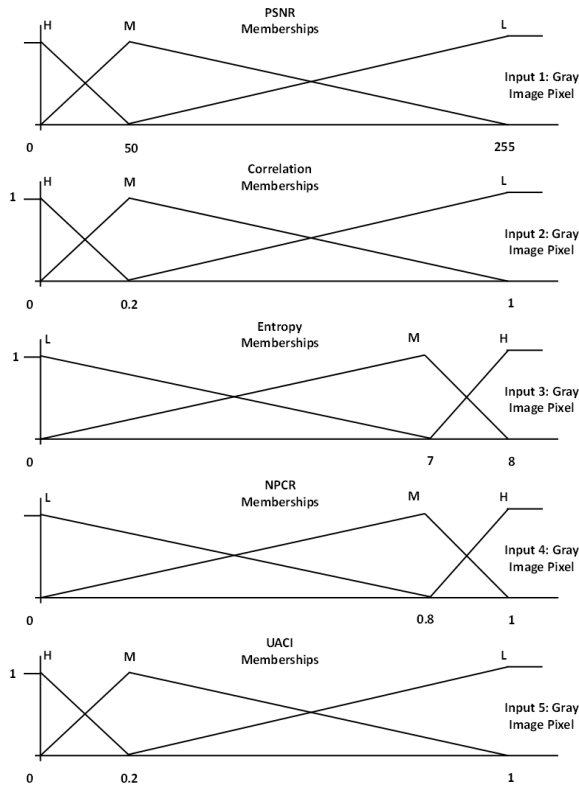 PSNR
Memberships
H
M
L
Input 1: Gray
Image Pixel
0
50
255
Correlation
Memberships
H
M
L
1
Input 2: Gray
Image Pixel
0
0.2
1
Entropy
Memberships
L
M
H
1
Input 3: Gray
Image Pixel
0
7
8
NPCR
Memberships
L
M
H
Input 4: Gray
Image Pixel
0
0.8
1
UACI
Memberships
H
M
L
1
Input 5: Gray
Image Pixel
0
0.2
1